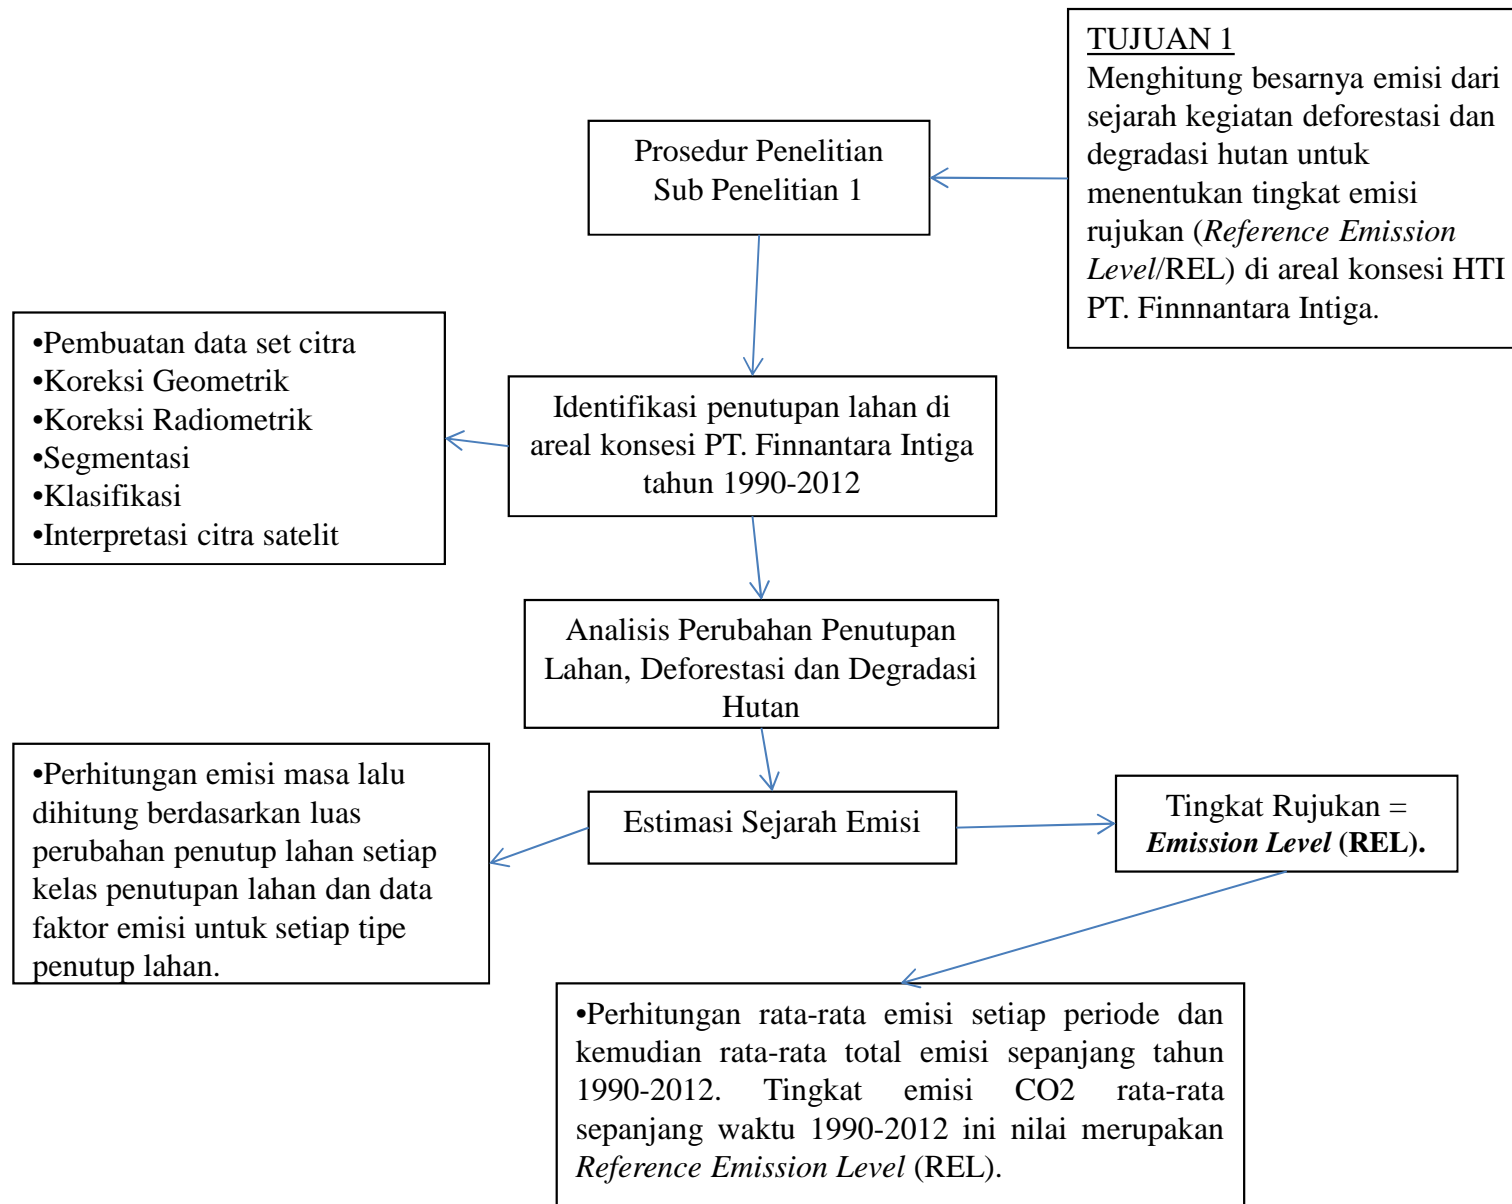 TUJUAN 1
Menghitung besarnya emisi dari
sejarah kegiatan deforestasi dan
degradasi hutan untuk
menentukan tingkat emisi
rujukan (Reference Emission
Level/REL) di areal konsesi HTI
PT. Finnnantara Intiga.
Prosedur Penelitian
Sub Penelitian 1
•Pembuatan data set citra
•Koreksi Geometrik
•Koreksi Radiometrik
•Segmentasi
•Klasifikasi
•Interpretasi citra satelit
Identifikasi penutupan lahan di
areal konsesi PT. Finnantara Intiga
tahun 1990-2012
Analisis Perubahan Penutupan
Lahan, Deforestasi dan Degradasi
Hutan
•Perhitungan emisi masa lalu
dihitung berdasarkan luas
perubahan penutup lahan setiap
kelas penutupan lahan dan data
faktor emisi untuk setiap tipe
penutup lahan.
Estimasi Sejarah Emisi
Tingkat Rujukan =
Emission Level (REL).
•Perhitungan rata-rata emisi setiap periode dan
kemudian rata-rata total emisi sepanjang tahun
1990-2012. Tingkat emisi CO2 rata-rata
sepanjang waktu 1990-2012 ini nilai merupakan
Reference Emission Level (REL).